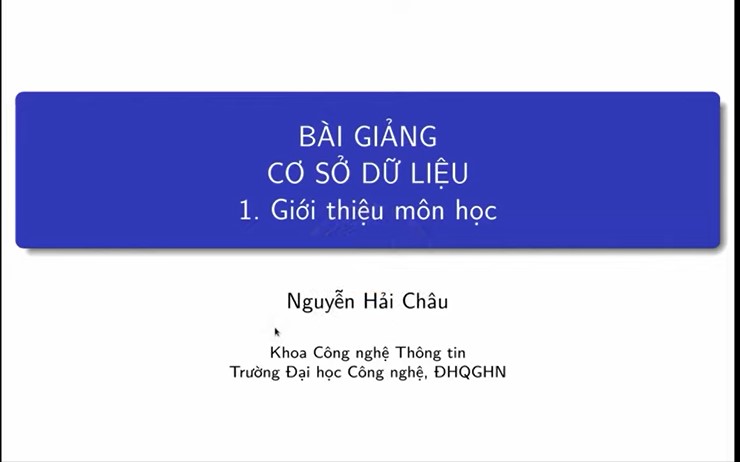 BÀI GIẢNG
CƠ SỞ DỮ LIỆU
1. Giới thiệu môn học
Nguyễn Hải Châu
Khoa Công nghệ Thông tin
Trường Đại học Công nghệ, ĐHQGHN